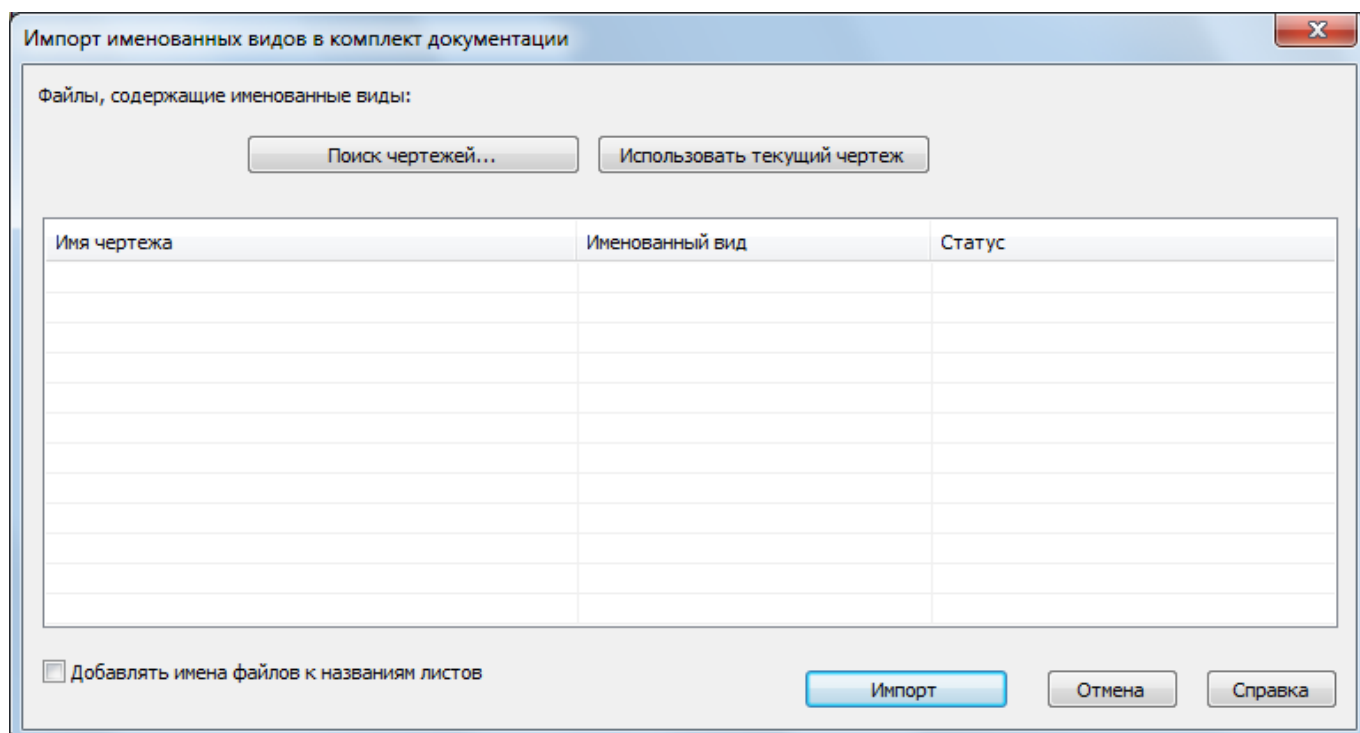 Импорт именованных видов в комплект документации
Файлы, содержащие именованные виды:
Поиск чертежей... Использовать текущий чертеж
Имя чертежа Именованный вид Статус
Добавлять имена файлов к названиям листов
Импорт Отмена Справка